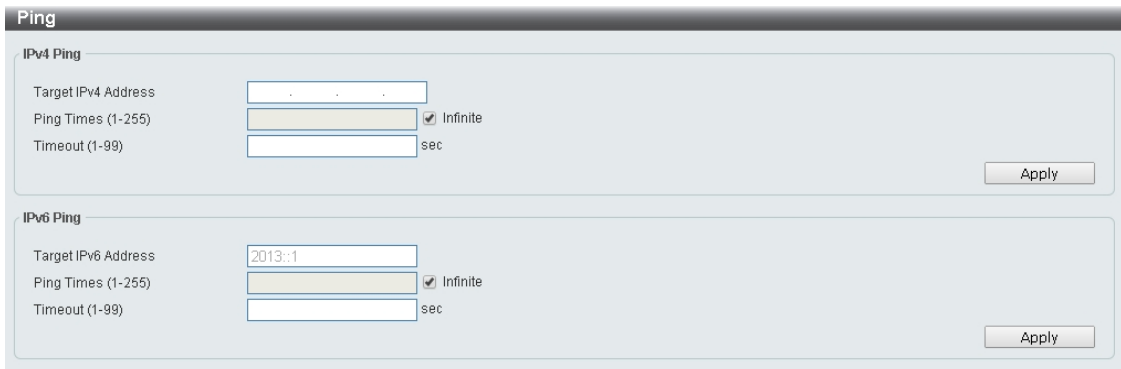 Ping
IPv4 Ping
Target IPv4 Address . . .
Ping Times (1-255) Infinite
Timeout (1-99) sec
Apply
IPv6 Ping
Target IPv6 Address 2013::1
Ping Times (1-255) Infinite
Timeout (1-99) sec
Apply